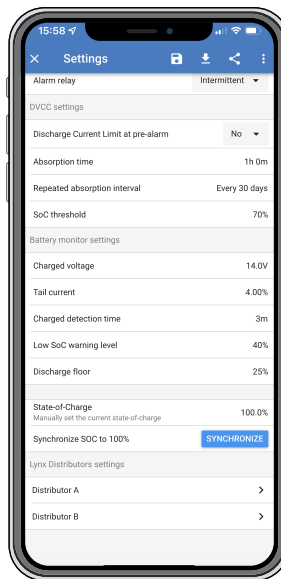 15:58
Settings
Alarm relay Intermittent
DVCC settings
Discharge Current Limit at pre-alarm No
Absorption time 1h 0m
Repeated absorption interval Every 30 days
SoC threshold 70%
Battery monitor settings
Charged voltage 14.0V
Tail current 4.00%
Charged detection time 3m
Low SoC warning level 40%
Discharge floor 25%
State-of-Charge 100.0%
Manually set the current state-of-charge
Synchronize SOC to 100% SYNCHRONIZE
Lynx Distributors settings
Distributor A
Distributor B